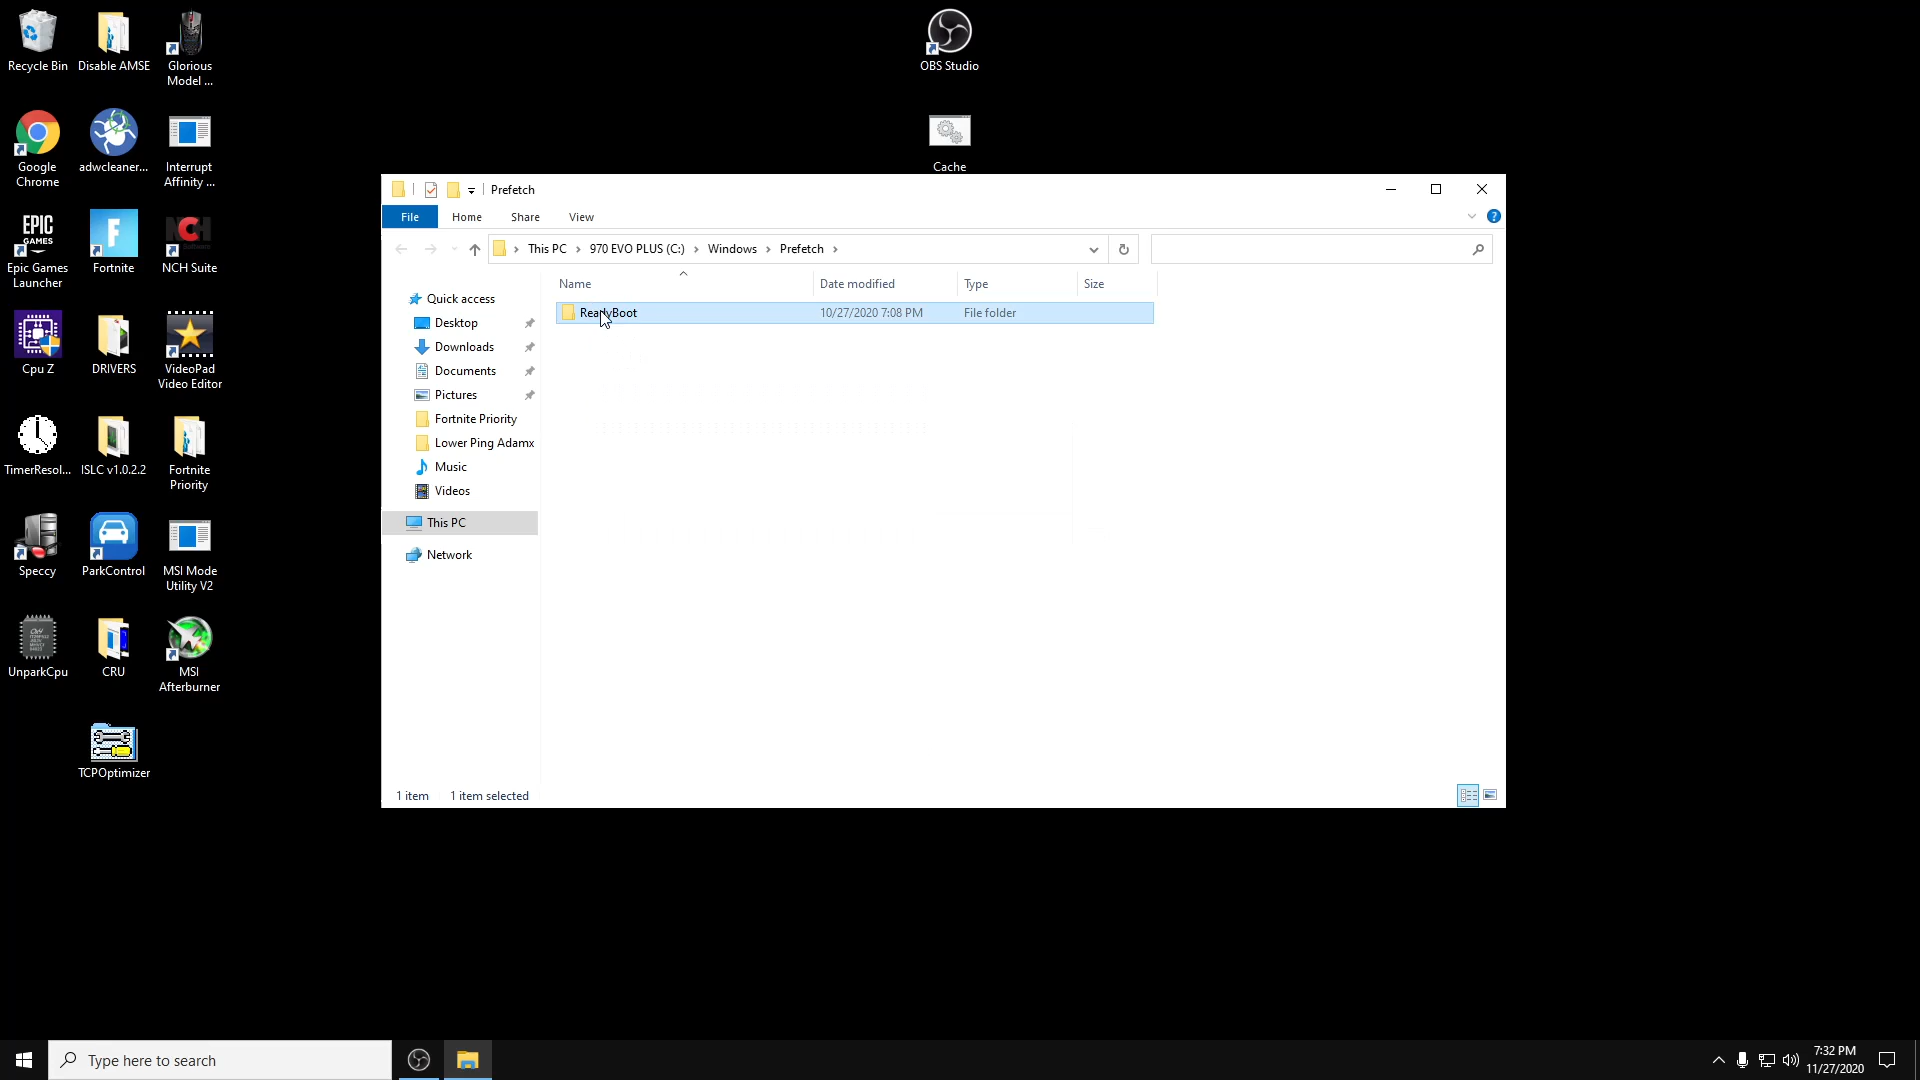 Recycle Bin
Disable AMSE
Glorious
Model ...
OBS Studio
Google
Chrome
adwcleaner...
Interrupt
Affinity ...
Cache
EPIC
GAMES
Epic Games
Launcher
F
Fortnite
NCH
NCH Suite
Cpu Z
DRIVERS
VideoPad
Video Editor
TimerResol...
ISLC v1.0.2.2
Fortnite
Priority
Speccy
ParkControl
MSI Mode
Utility V2
UnparkCpu
CRU
MSI
Afterburner
TCPOptimizer
Prefetch
File
Home
Share
View
?
This PC
970 EVO PLUS (C:)
Windows
Prefetch
Name
Date modified
Type
Size
ReadyBoot
10/27/2020 7:08 PM
File folder
Quick access
Desktop
Downloads
Documents
Pictures
Fortnite Priority
Lower Ping Adamx
Music
Videos
This PC
Network
1 item
1 item selected
Type here to search
7:32 PM
11/27/2020